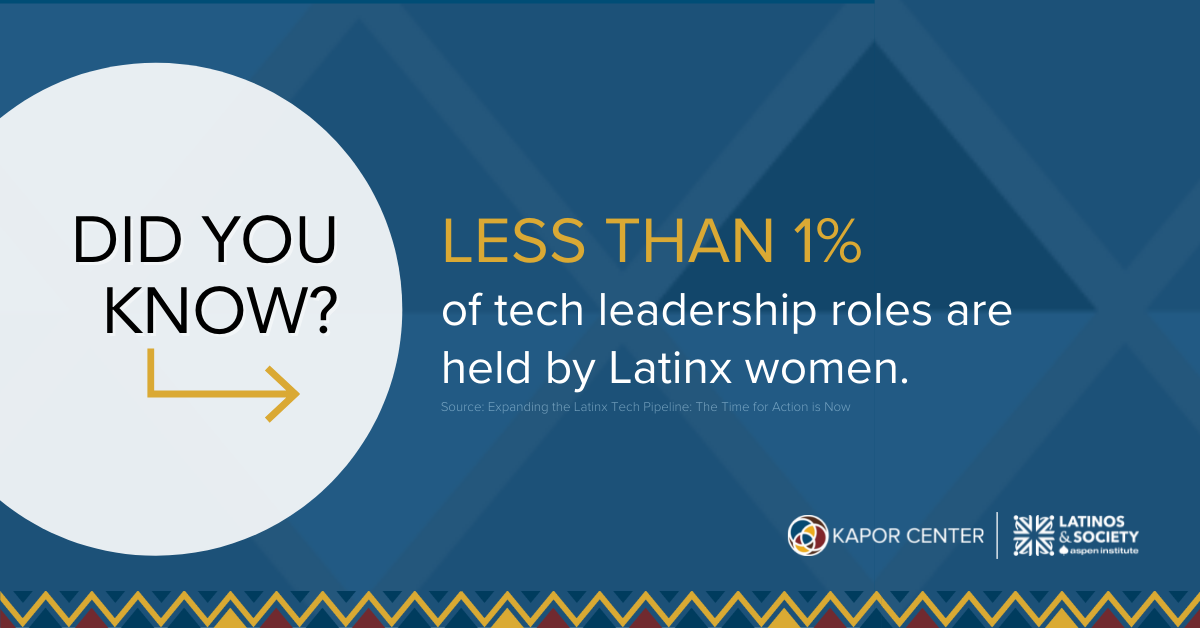 DID YOU
KNOW?
LESS THAN 1%
of tech leadership roles are
held by Latinx women.
Source: Expanding the Latinx Tech Pipeline: The Time for Action is Now
KAPOR CENTER
LATINOS
& SOCIETY
aspen institute